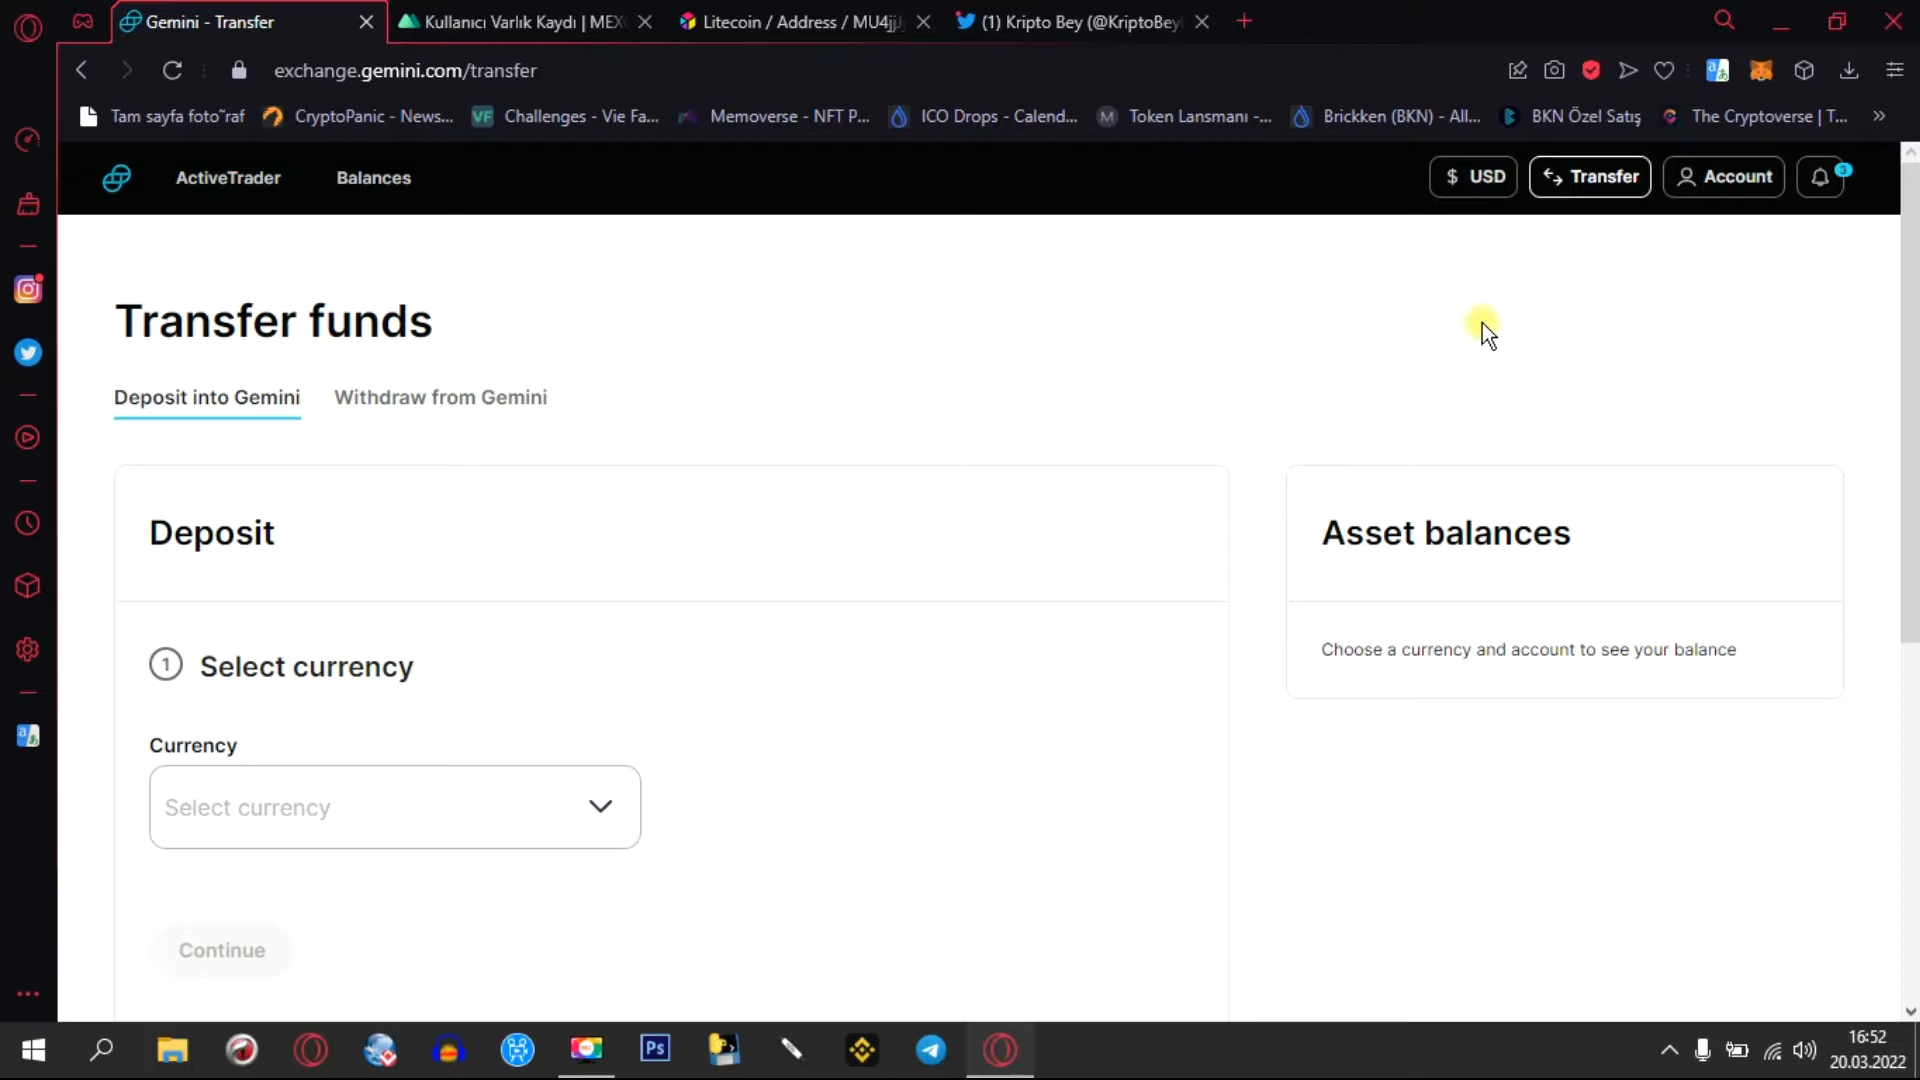 Gemini - Transfer
Kullanıcı Varlık Kaydı | MEX
Litecoin / Address / MU4jj
(1) Kripto Bey (@KriptoBey
exchange.gemini.com/transfer
Tam sayfa foto˜raf
CryptoPanic - News...
VF
Challenges - Vie Fa...
Memoverse - NFT P...
ICO Drops - Calend...
M
Token Lansmanı -...
Brickken (BKN) - All...
BKN Özel Satış
The Cryptoverse | T...
»
ActiveTrader
Balances
$ USD
Transfer
Account
3
Transfer funds
Deposit into Gemini
Withdraw from Gemini
Deposit
Asset balances
1 Select currency
Choose a currency and account to see your balance
Currency
Select currency
Continue
Ps
16:52
20.03.2022